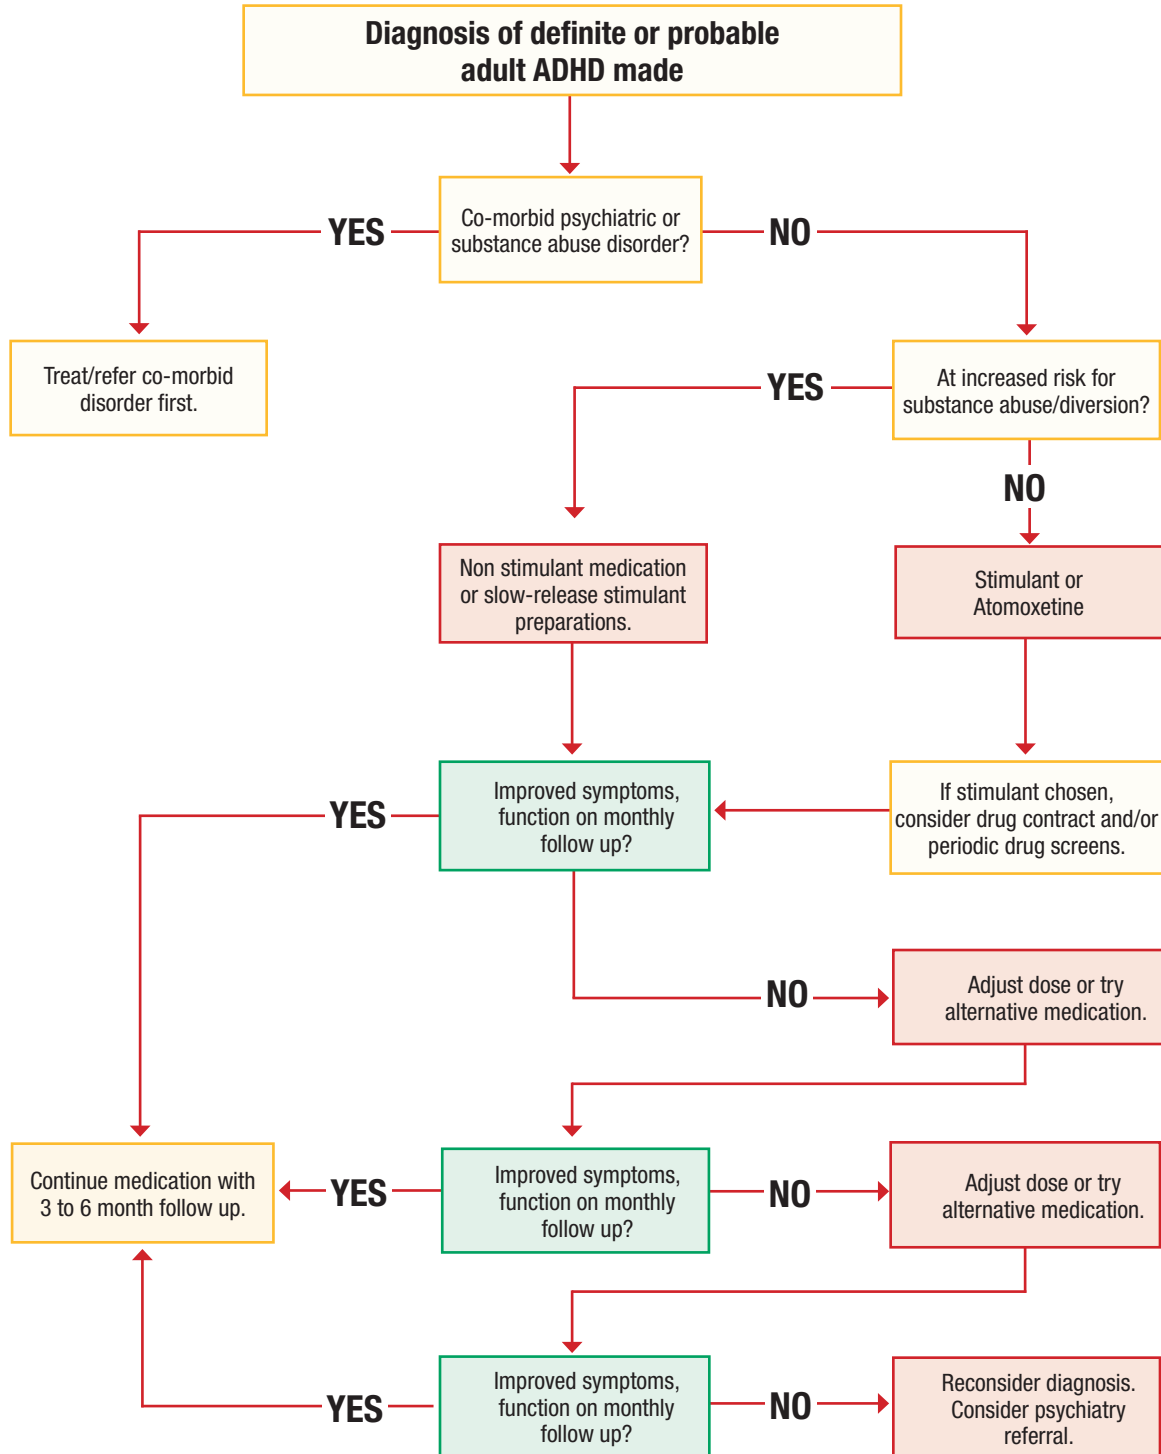 Diagnosis of definite or probable
adult ADHD made
YES
Co-morbid psychiatric or
substance abuse disorder?
NO
Treat/refer co-morbid
disorder first.
YES
At increased risk for
substance abuse/diversion?
NO
Non stimulant medication
or slow-release stimulant
preparations.
Stimulant or
Atomoxetine
YES
Improved symptoms,
function on monthly
follow up?
If stimulant chosen,
consider drug contract and/or
periodic drug screens.
NO
Adjust dose or try
alternative medication.
Continue medication with
3 to 6 month follow up.
YES
Improved symptoms,
function on monthly
follow up?
NO
Adjust dose or try
alternative medication.
YES
Improved symptoms,
function on monthly
follow up?
NO
Reconsider diagnosis.
Consider psychiatry
referral.